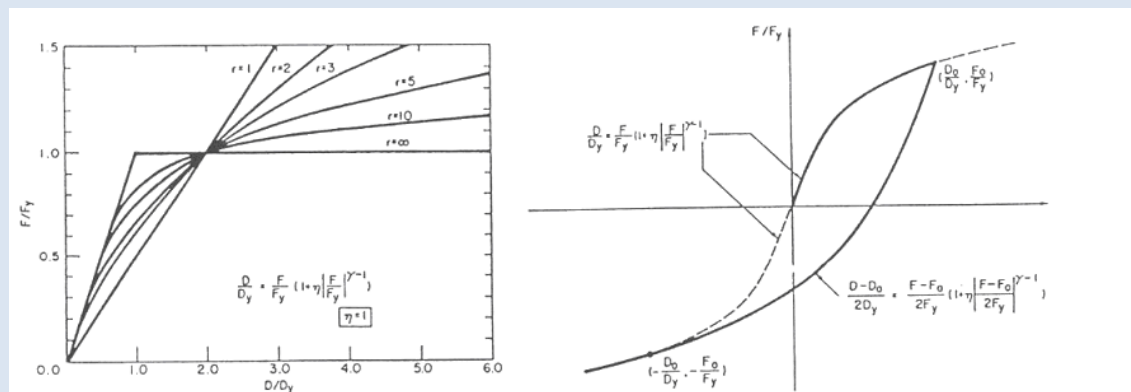 1.5
1.0
0.5
0.0
F/Fy
r=1
r=2
r=3
r=5
r=10
r=∞
D/Dy = F/Fy (1+η|F/Fy|^γ-1)
η=1
0.0 1.0 2.0 3.0 4.0 5.0 6.0
D/Dy
F/Fy
(D₀/Dy, F₀/Fy)
D/Dy = F/Fy (1+η|F/Fy|^γ-1)
D-D₀/2Dy = F-F₀/2Fy (1+η|F-F₀/2Fy|^γ-1)
(-D₀/Dy, -F₀/Fy)